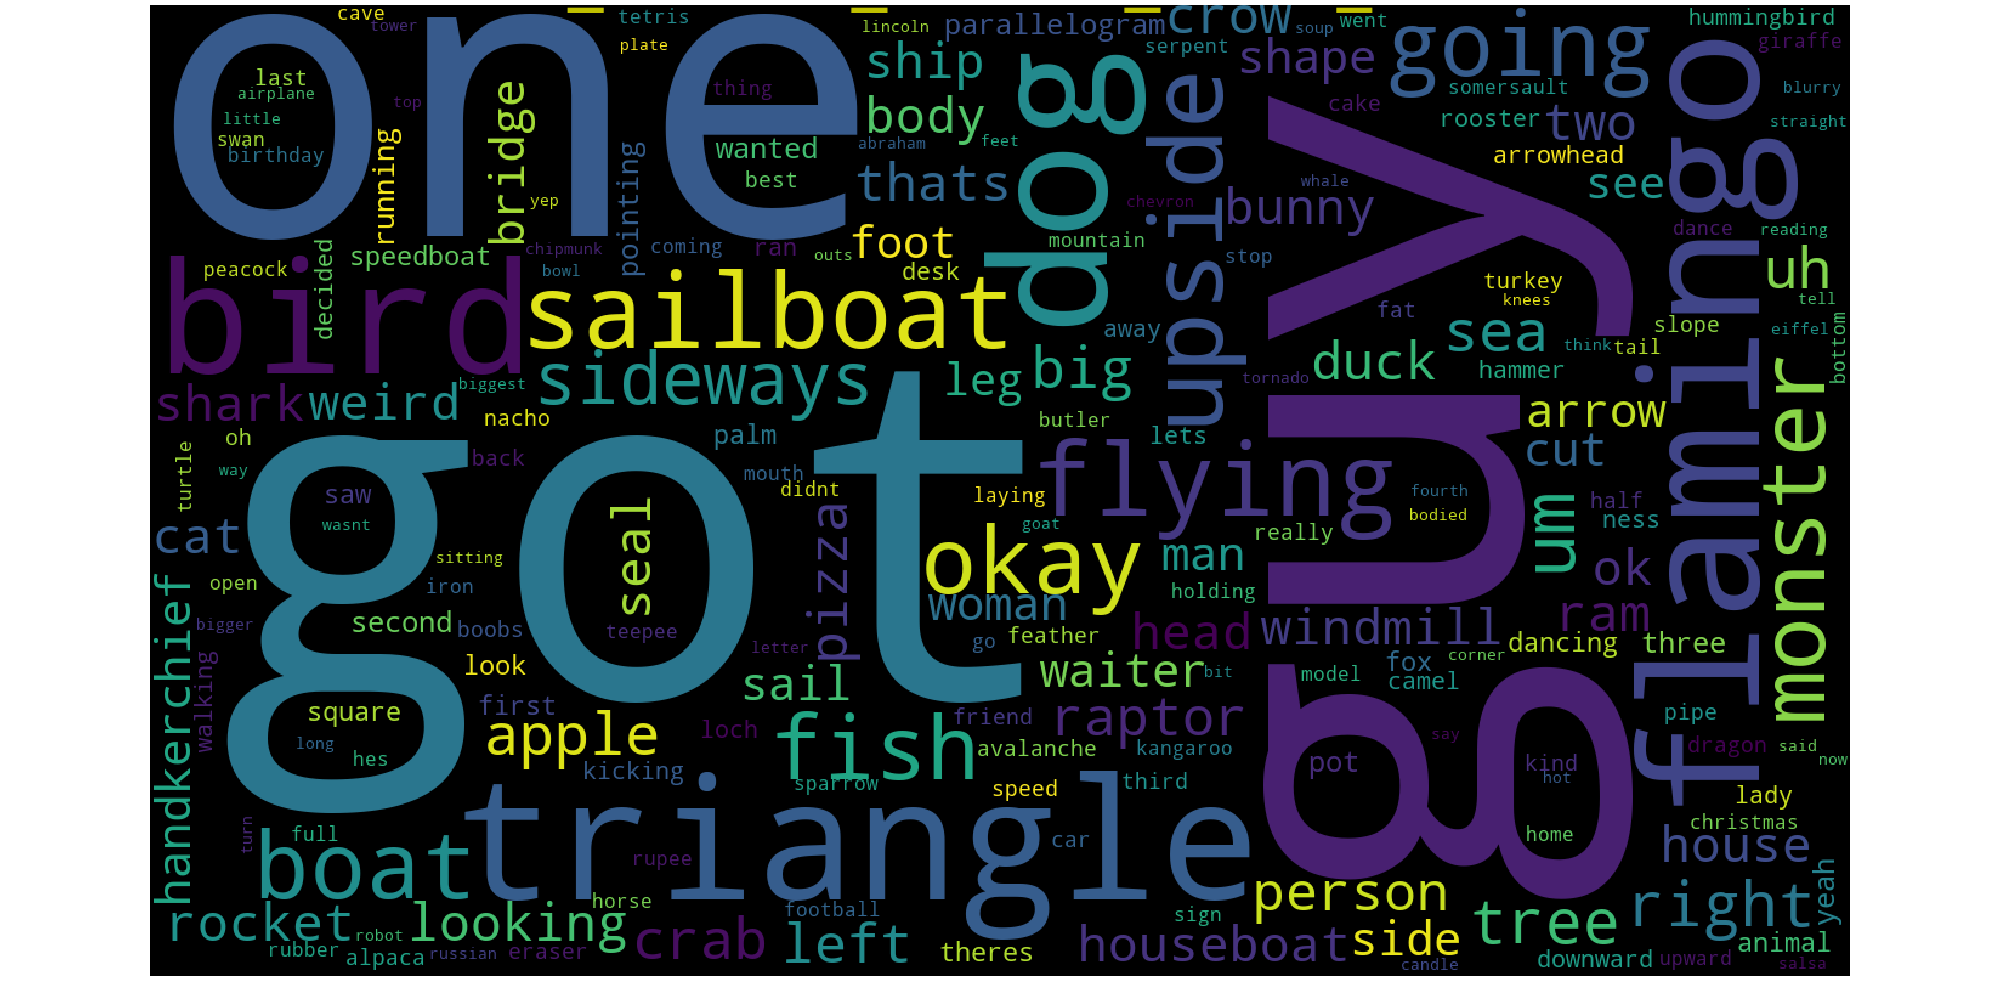 one
cave
tower
tetris
plate
lincoln
parallelogram
crow
soup
went
going
hummingbird
giraffe
last
airplane
little
swan
birthday
top
running
bridge
yep
pointing
thing
wanted
best
ship
body
abraham
feet
thats
dog
serpent
upside
shape
cake
somersault
rooster
two
arrowhead
see
flamingo
blurry
straight
chevron
whale
bunny
guy
dance
reading
peacock
decided
speedboat
chipmunk
bowl
coming
ran
outs
foot
desk
mountain
stop
turkey
knees
uh
tell
bird
sailboat
away
fat
sea
think
tail
slope
eiffel
bottom
shark
weird
biggest
sideways
leg
big
tornado
duck
hammer
monster
nacho
oh
way
turtle
back
palm
mouth
didnt
butler
lets
arrow
cut
got
saw
wasnt
seal
pizza
laying
goat
flying
really
fourth
bodied
um
half
ness
cat
sitting
okay
man
holding
ok
open
iron
handkerchief
bigger
walking
second
boobs
teepee
letter
woman
go
feather
head
windmill
ram
dancing
three
look
sail
waiter
bit
model
fox
camel
corner
square
long
hes
first
apple
loch
friend
raptor
pipe
dragon
said
now
kicking
fish
avalanche
kangaroo
say
pot
kind
hot
sparrow
speed
third
lady
christmas
turn
full
boat
triangle
rupee
car
home
house
yeah
rocket
looking
horse
crab
football
left
theres
sign
person
houseboat
side
tree
right
animal
rubber
robot
alpaca
russian
eraser
candle
downward
upward
salsa